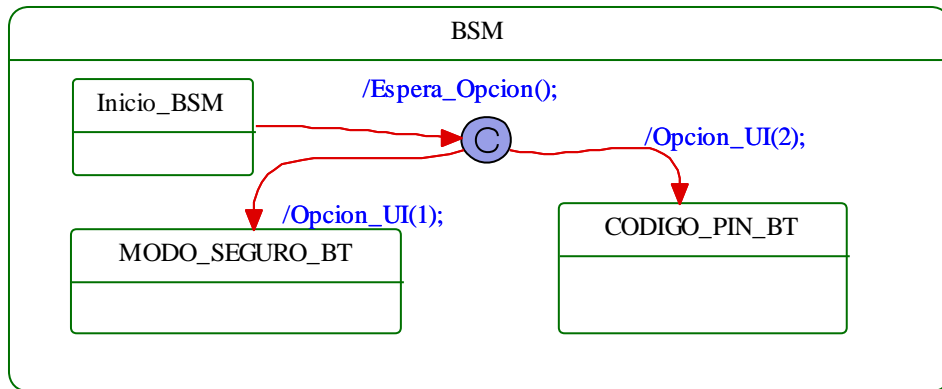 BSM
/Espera_Opcion();
Inicio_BSM
C
/Opcion_UI(2);
/Opcion_UI(1);
CODIGO_PIN_BT
MODO_SEGURO_BT